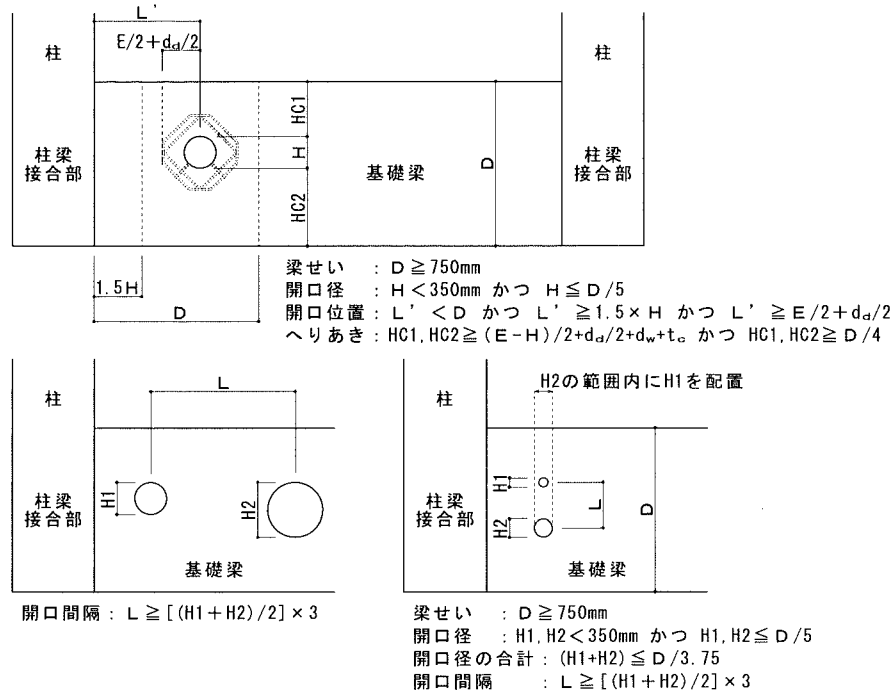 L'
E/2+dd/2
柱
柱
HC1
H
HC2
D
柱梁
接合部
基礎梁
柱梁
接合部
1.5H
D
梁せい : D≧750mm
開口径 : H<350mm かつ H≦D/5
開口位置: L'<D かつ L'≧1.5×H かつ L'≧E/2+dd/2
へりあき: HC1,HC2≧(E-H)/2+dd/2+dw+tc かつ HC1,HC2≧D/4
柱
L
H1
H2
柱梁
接合部
基礎梁
開口間隔: L≧[(H1+H2)/2]×3
H2の範囲内にH1を配置
柱
H1
H2
L
D
柱梁
接合部
基礎梁
梁せい : D≧750mm
開口径 : H1,H2<350mm かつ H1,H2≦D/5
開口径の合計: (H1+H2)≦D/3.75
開口間隔 : L≧[(H1+H2)/2]×3